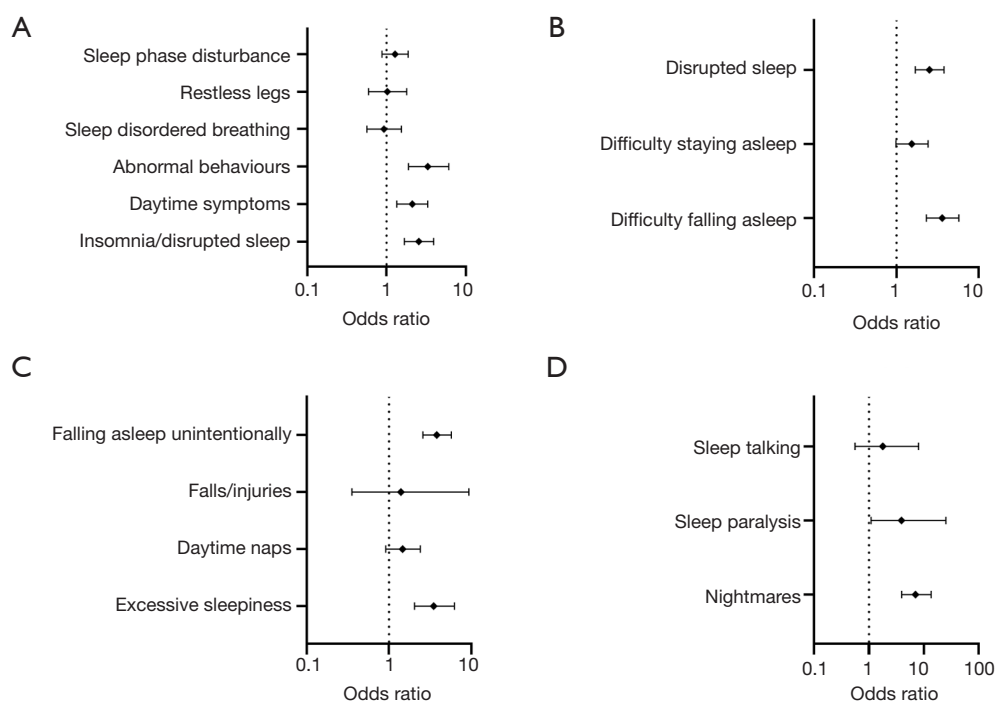 A
Sleep phase disturbance
Restless legs
Sleep disordered breathing
Abnormal behaviours
Daytime symptoms
Insomnia/disrupted sleep
0.1 1 10
Odds ratio
B
Disrupted sleep
Difficulty staying asleep
Difficulty falling asleep
0.1 1 10
Odds ratio
C
Falling asleep unintentionally
Falls/injuries
Daytime naps
Excessive sleepiness
0.1 1 10
Odds ratio
D
Sleep talking
Sleep paralysis
Nightmares
0.1 1 10 100
Odds ratio